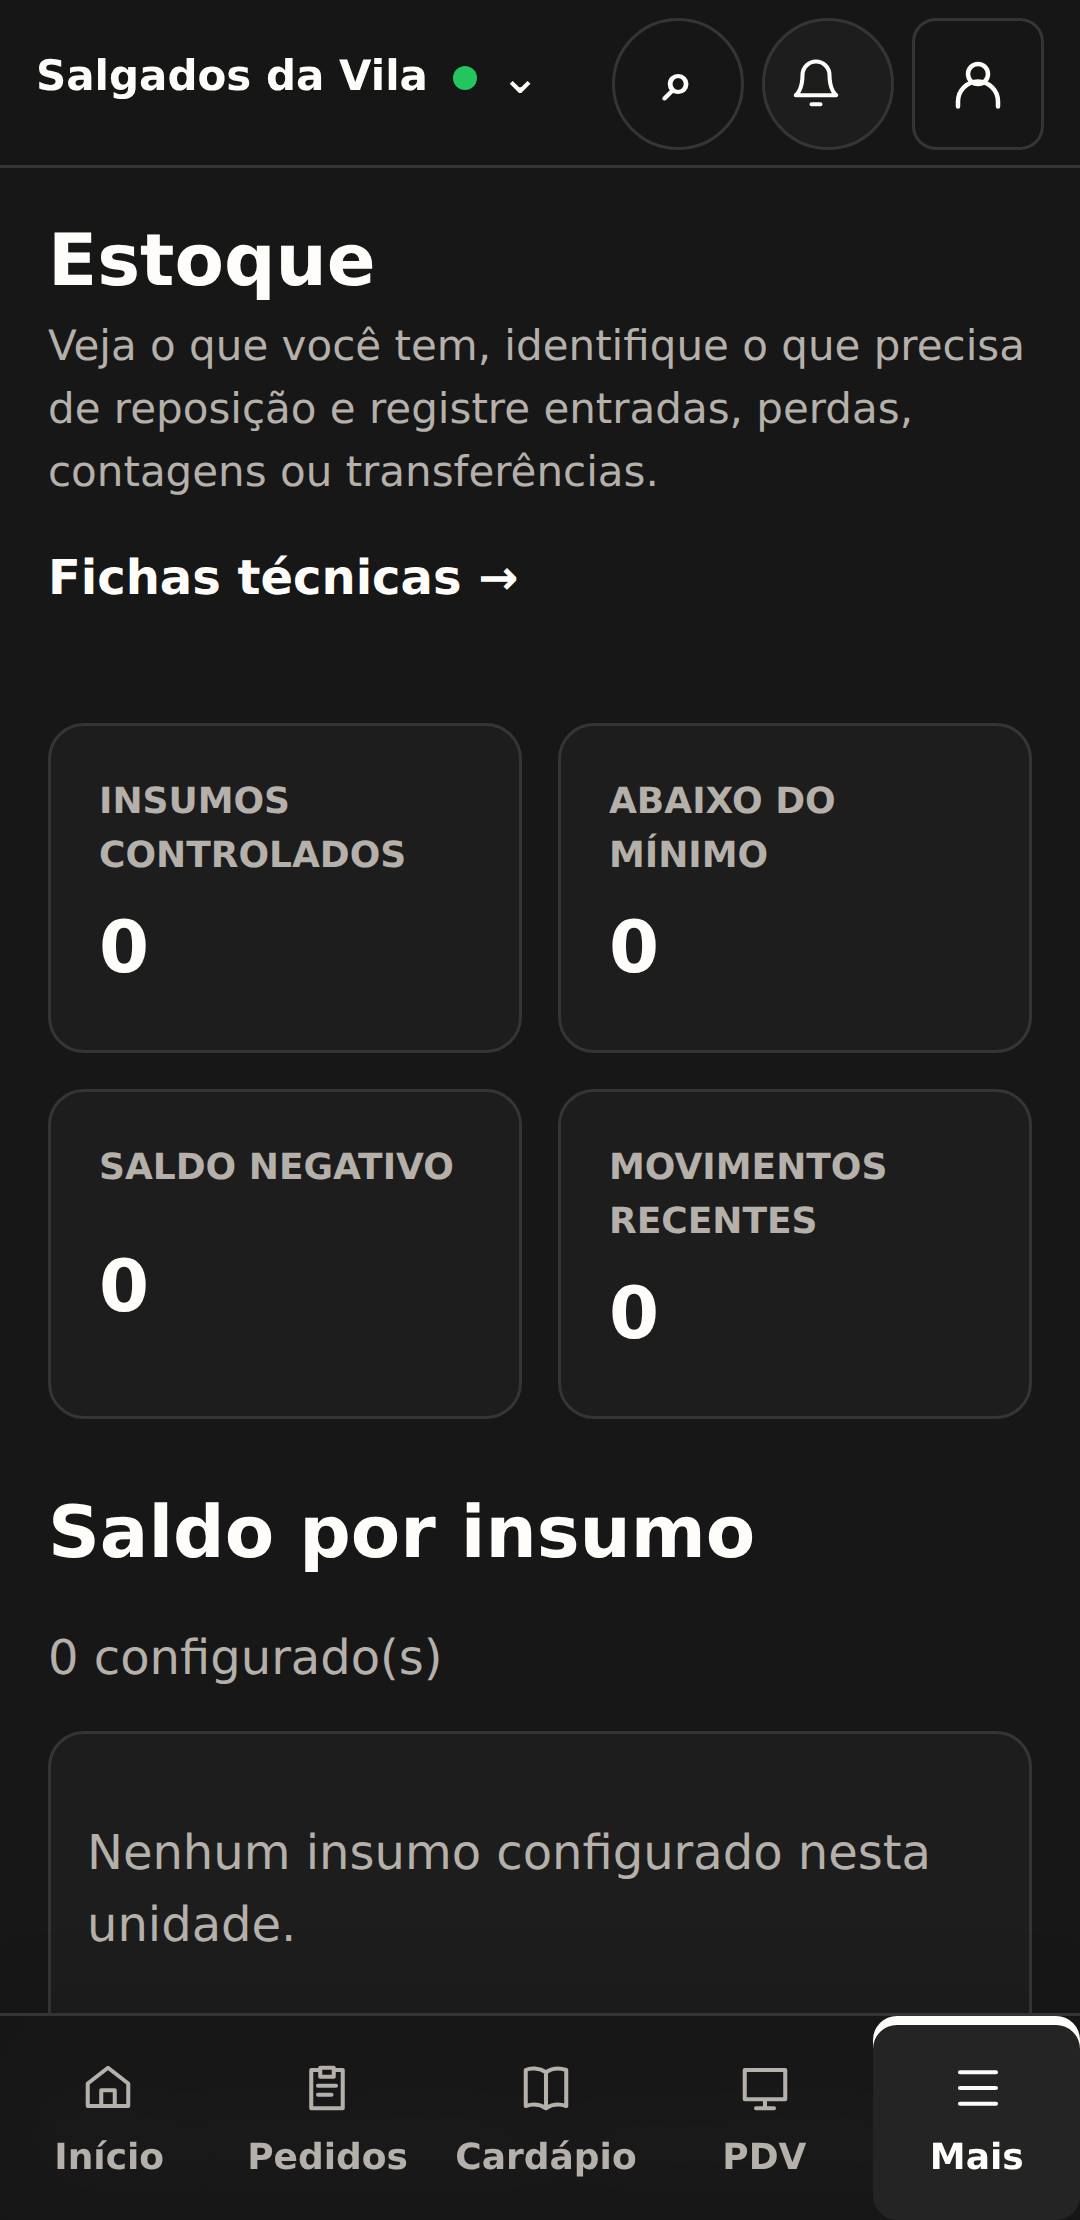 Salgados da Vila
Estoque
Veja o que você tem, identifique o que precisa
de reposição e registre entradas, perdas,
contagens ou transferências.
Fichas técnicas →
INSUMOS
CONTROLADOS
0
ABAIXO DO
MÍNIMO
0
SALDO NEGATIVO
0
MOVIMENTOS
RECENTES
0
Saldo por insumo
0 configurado(s)
Nenhum insumo configurado nesta
unidade.
Início
Pedidos
Cardápio
PDV
Mais